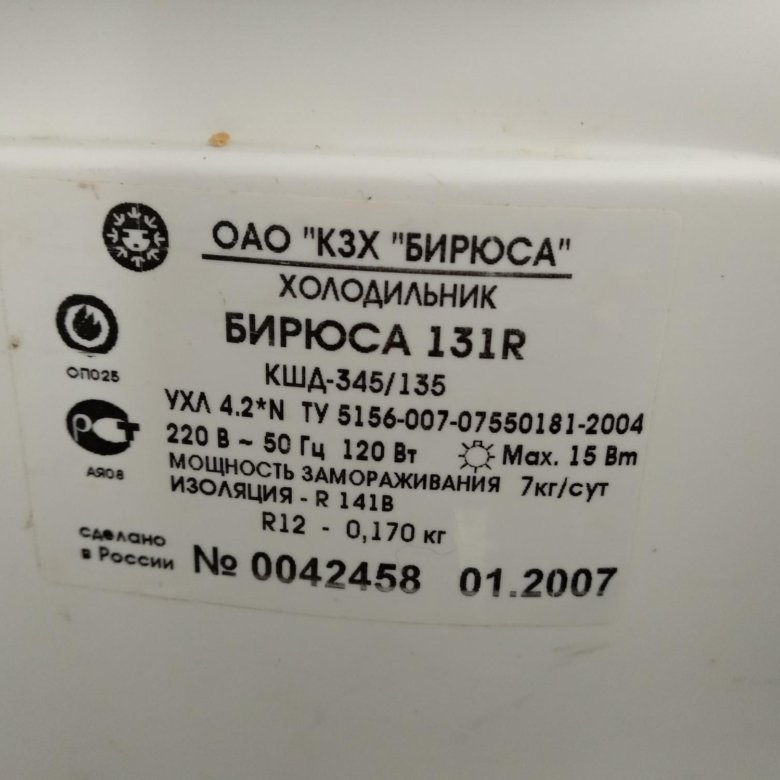 ОАО "КЗХ "БИРЮСА"
ХОЛОДИЛЬНИК
БИРЮСА 131R
КШД-345/135
ОП025
УХЛ 4.2*N ТУ 5156-007-07550181-2004
220 В ~ 50 Гц 120 Вт Max. 15 Вт
РСТ
АЯ08
МОЩНОСТЬ ЗАМОРАЖИВАНИЯ 7кг/сут
ИЗОЛЯЦИЯ - R 141B
R12 - 0,170 кг
сделано
в России
№ 0042458 01.2007